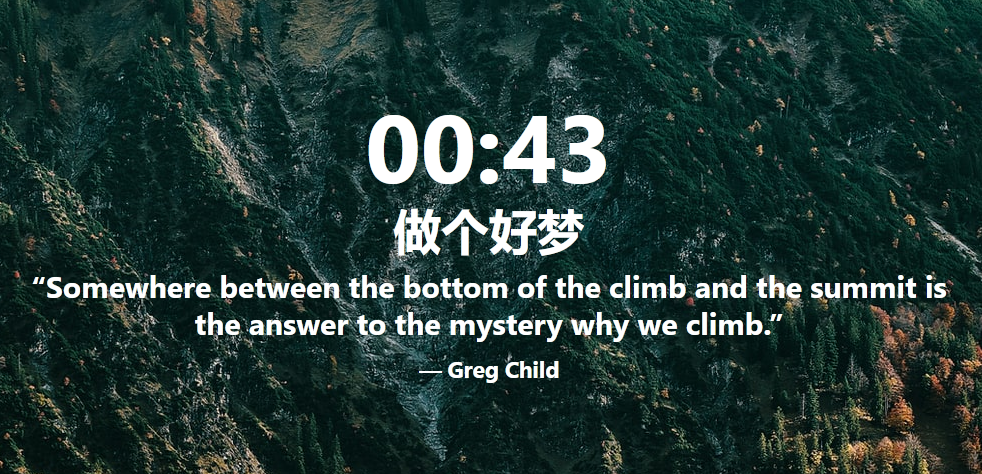 00:43
做个好梦
“Somewhere between the bottom of the climb and the summit is
the answer to the mystery why we climb.”
— Greg Child